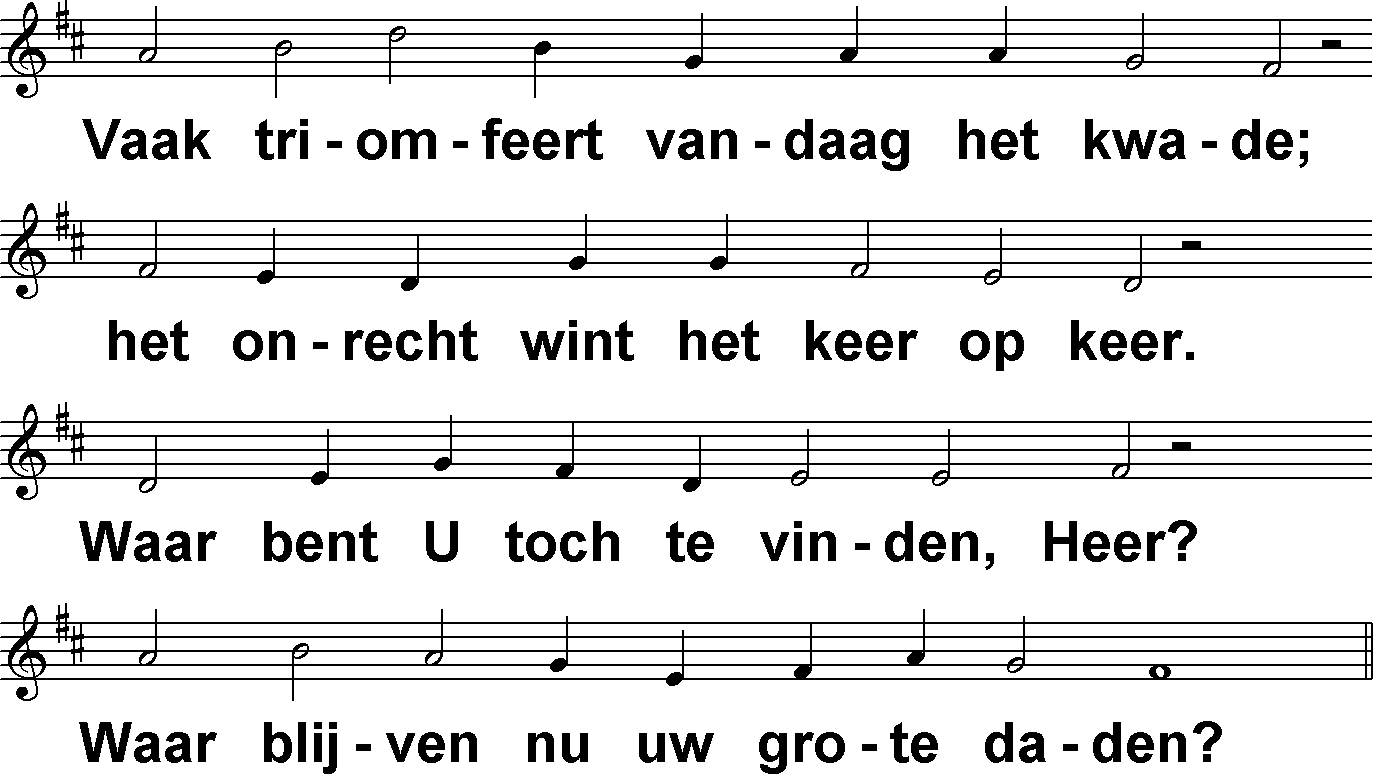 Vaak tri - om - feert van - daag het kwa - de;
het on - recht wint het keer op keer.
Waar bent U toch te vin - den, Heer?
Waar blij - ven nu uw gro - te da - den?